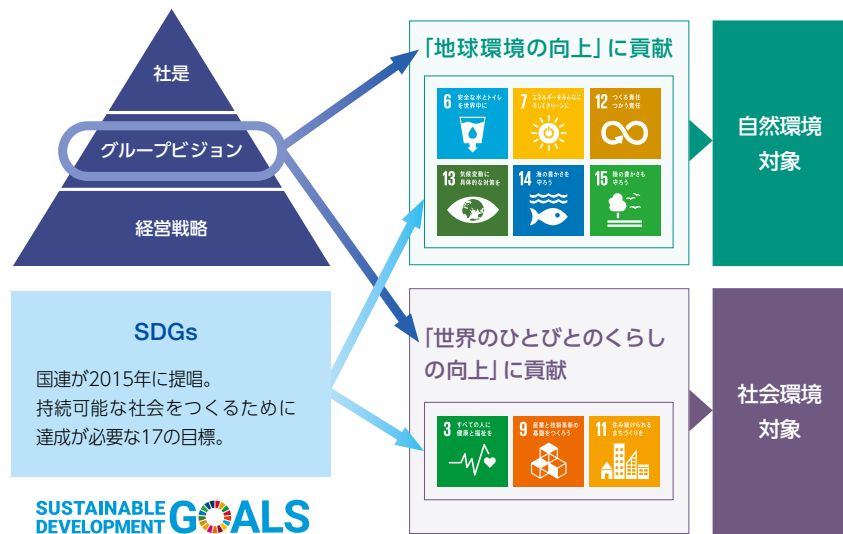 社是
グループビジョン
経営戦略
SDGs
国連が2015年に提唱。
持続可能な社会をつくるために
達成が必要な17の目標。
SUSTAINABLE
DEVELOPMENT
GOALS
「地球環境の向上」に貢献
6 安全な水とトイレ
を世界中に
7 エネルギーをみんなに
そしてクリーンに
12 つくる責任
つかう責任
13 気候変動に
具体的な対策を
14 海の豊かさを
守ろう
15 陸の豊かさも
守ろう
自然環境
対象
「世界のひとびとのくらし
の向上」に貢献
3 すべての人に
健康と福祉を
9 産業と技術革新の
基盤をつくろう
11 住み続けられる
まちづくりを
社会環境
対象